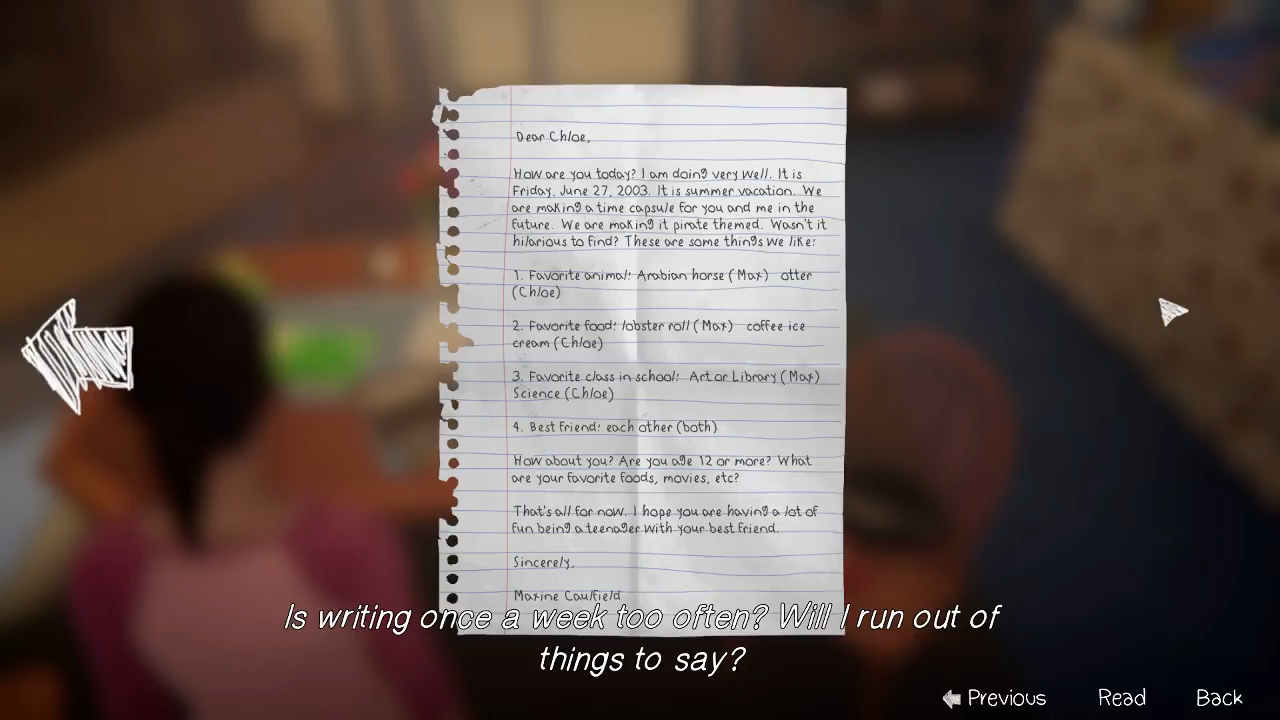 Dear Chloe,
How are you today? I am doing very well. It is
Friday, June 27, 2003. It is summer vacation. We
are making a time capsule for you and me in the
future. We are making it pirate themed. Wasn't it
hilarious to find? These are some things we like:
1. Favorite animal: Arabian horse (Max) otter
(Chloe)
2. Favorite food: lobster roll (Max) coffee ice
cream (Chloe)
3. Favorite class in school: Art or Library (Max)
Science (Chloe)
4. Best friend: each other (both)
How about you? Are you age 12 or more? What
are your favorite foods, movies, etc?
That's all for now. I hope you are having a lot of
fun being a teenager with your best friend.
Sincerely,
Maxine Caulfield
Is writing once a week too often? Will I run out of
things to say?
Previous Read Back